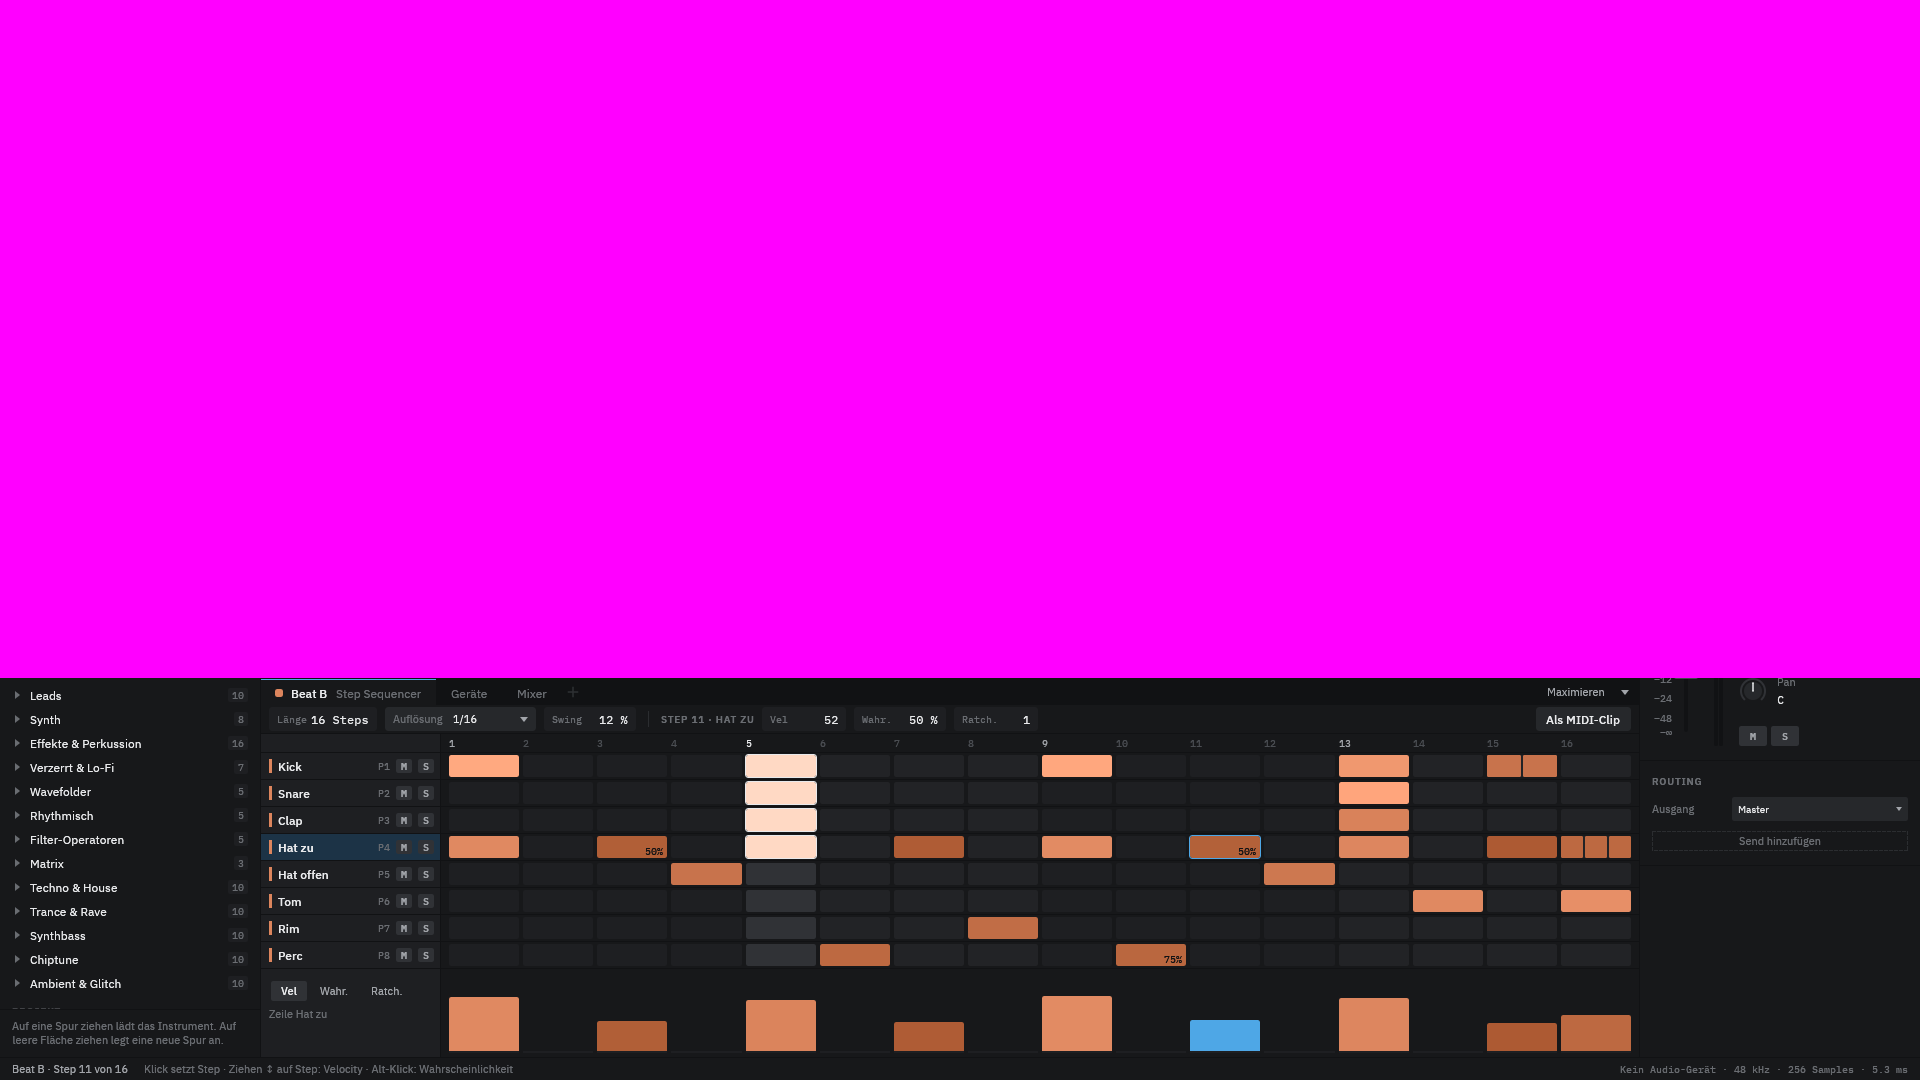 Leads 10
Synth 8
Effekte & Perkussion 16
Verzerrt & Lo-Fi 7
Wavefolder 5
Rhythmisch 5
Filter-Operatoren 5
Matrix 3
Techno & House 10
Trance & Rave 10
Synthbass 10
Chiptune 10
Ambient & Glitch 10
Auf eine Spur ziehen lädt das Instrument. Auf
leere Fläche ziehen legt eine neue Spur an.
Beat B Step Sequencer Geräte Mixer + Maximieren
Länge 16 Steps Auflösung 1/16 Swing 12 % STEP 11 · HAT ZU Vel 52 Wahr. 50 % Ratch. 1 Als MIDI-Clip
1 2 3 4 5 6 7 8 9 10 11 12 13 14 15 16
Kick P1 M S
Snare P2 M S
Clap P3 M S
Hat zu P4 M S 50% 50%
Hat offen P5 M S
Tom P6 M S
Rim P7 M S
Perc P8 M S 75%
Vel Wahr. Ratch.
Zeile Hat zu
−12
−24
−48
−∞
Pan
C
M S
ROUTING
Ausgang Master
Send hinzufügen
Beat B · Step 11 von 16 Klick setzt Step · Ziehen ↕ auf Step: Velocity · Alt-Klick: Wahrscheinlichkeit
Kein Audio-Gerät · 48 kHz · 256 Samples · 5.3 ms